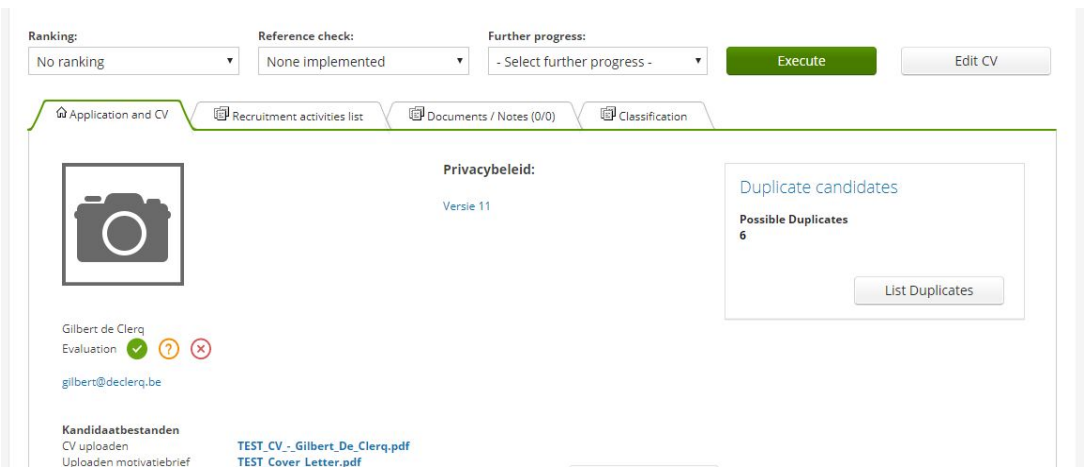 Ranking: Reference check: Further progress:
No ranking None implemented - Select further progress - Execute Edit CV
Application and CV Recruitment activities list Documents / Notes (0/0) Classification
Privacybeleid:
Versie 11
Duplicate candidates
Possible Duplicates
6
List Duplicates
Gilbert de Clerq
Evaluation
gilbert@declerq.be
Kandidaatbestanden
CV uploaden TEST_CV_-_Gilbert_De_Clerq.pdf
Uploaden motivatiebrief TEST_Cover_Letter.pdf